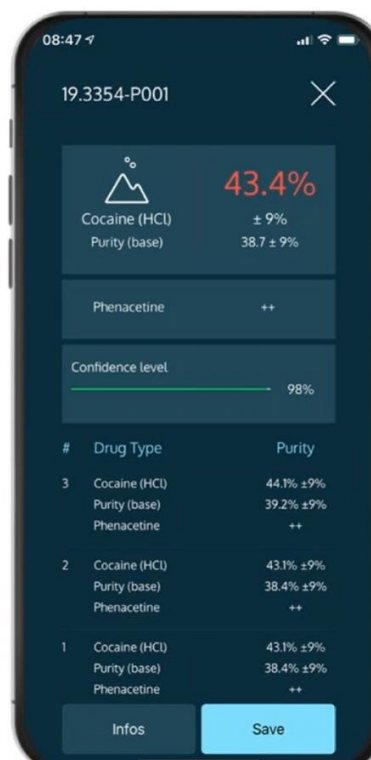 08:47
19.3354-P001
43.4%
Cocaine (HCl) ± 9%
Purity (base) 38.7 ± 9%
Phenacetine ++
Confidence level
98%
# Drug Type Purity
3 Cocaine (HCl) 44.1% ±9%
Purity (base) 39.2% ±9%
Phenacetine ++
2 Cocaine (HCl) 43.1% ±9%
Purity (base) 38.4% ±9%
Phenacetine ++
1 Cocaine (HCl) 43.1% ±9%
Purity (base) 38.4% ±9%
Phenacetine ++
Infos Save